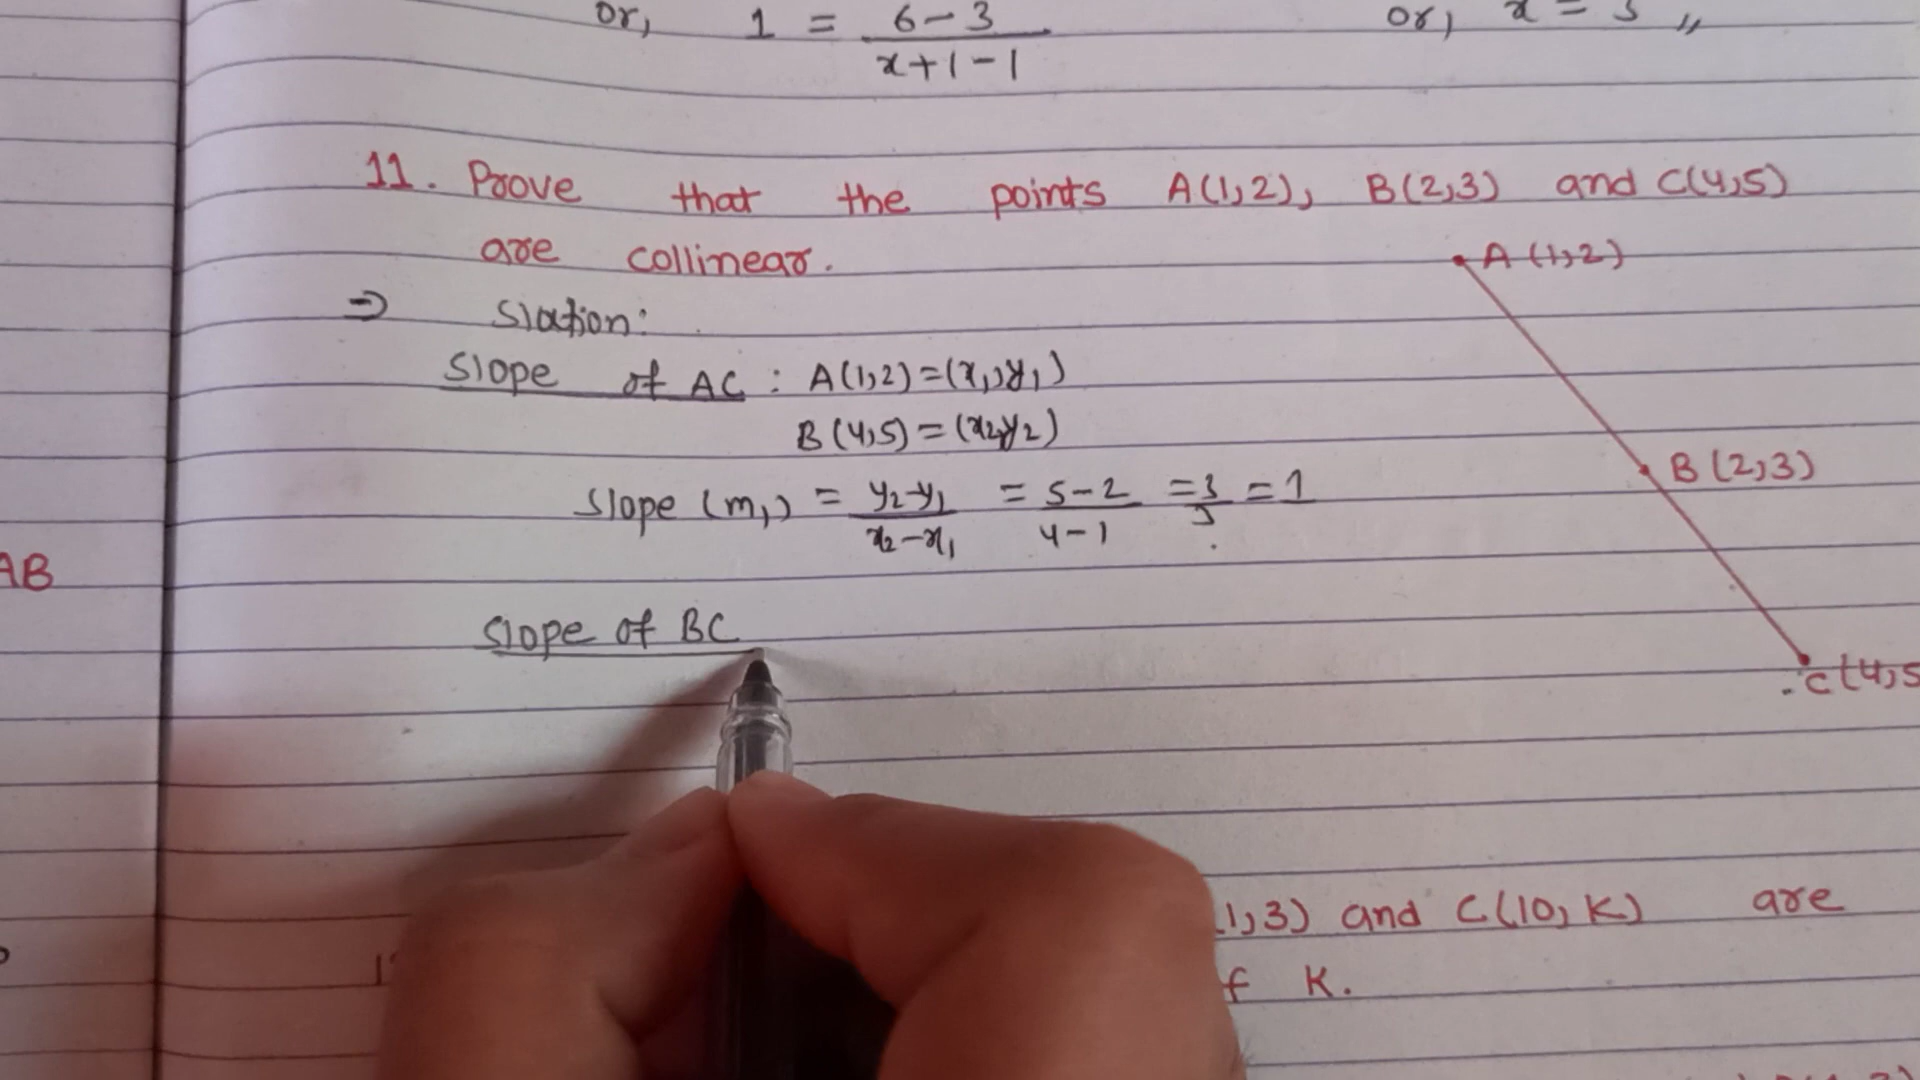 or, 1 = 6-3 / x+1-1
or, x =
11. Prove that the points A(1,2), B(2,3) and C(4,5)
are collinear.
⇒ Slation:
Slope of AC : A(1,2)=(x₁,y₁)
B(4,5)=(x₂,y₂)
Slope (m₁) = y₂-y₁ / x₂-x₁ = 5-2 / 4-1 = 3/3 = 1
Slope of BC
A(1,2)
B(2,3)
C(4,5
AB
1,3) and C(10,K) are
f K.